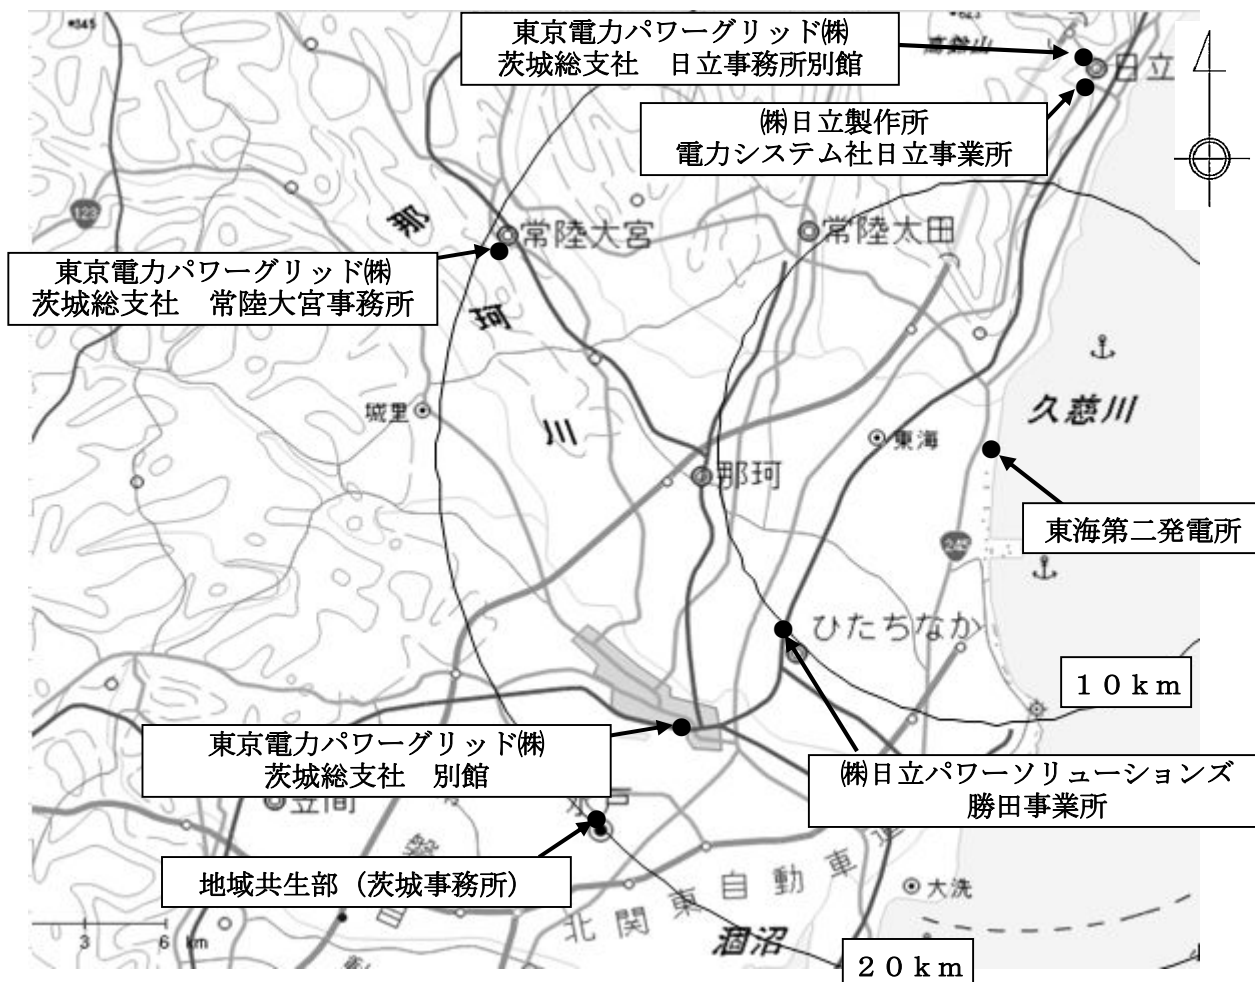 東京電力パワーグリッド㈱
茨城総支社　日立事務所別館
高鈴山
日立
㈱日立製作所
電力システム社日立事業所
123
那
珂
川
常陸大宮
常陸太田
東京電力パワーグリッド㈱
茨城総支社　常陸大宮事務所
城里
久慈川
東海
那珂
東海第二発電所
245
ひたちなか
１０ｋｍ
東京電力パワーグリッド㈱
茨城総支社　別館
㈱日立パワーソリューションズ
勝田事業所
笠間
地域共生部（茨城事務所）
北関東自動車道
大洗
涸沼
3
6 km
２０ｋｍ